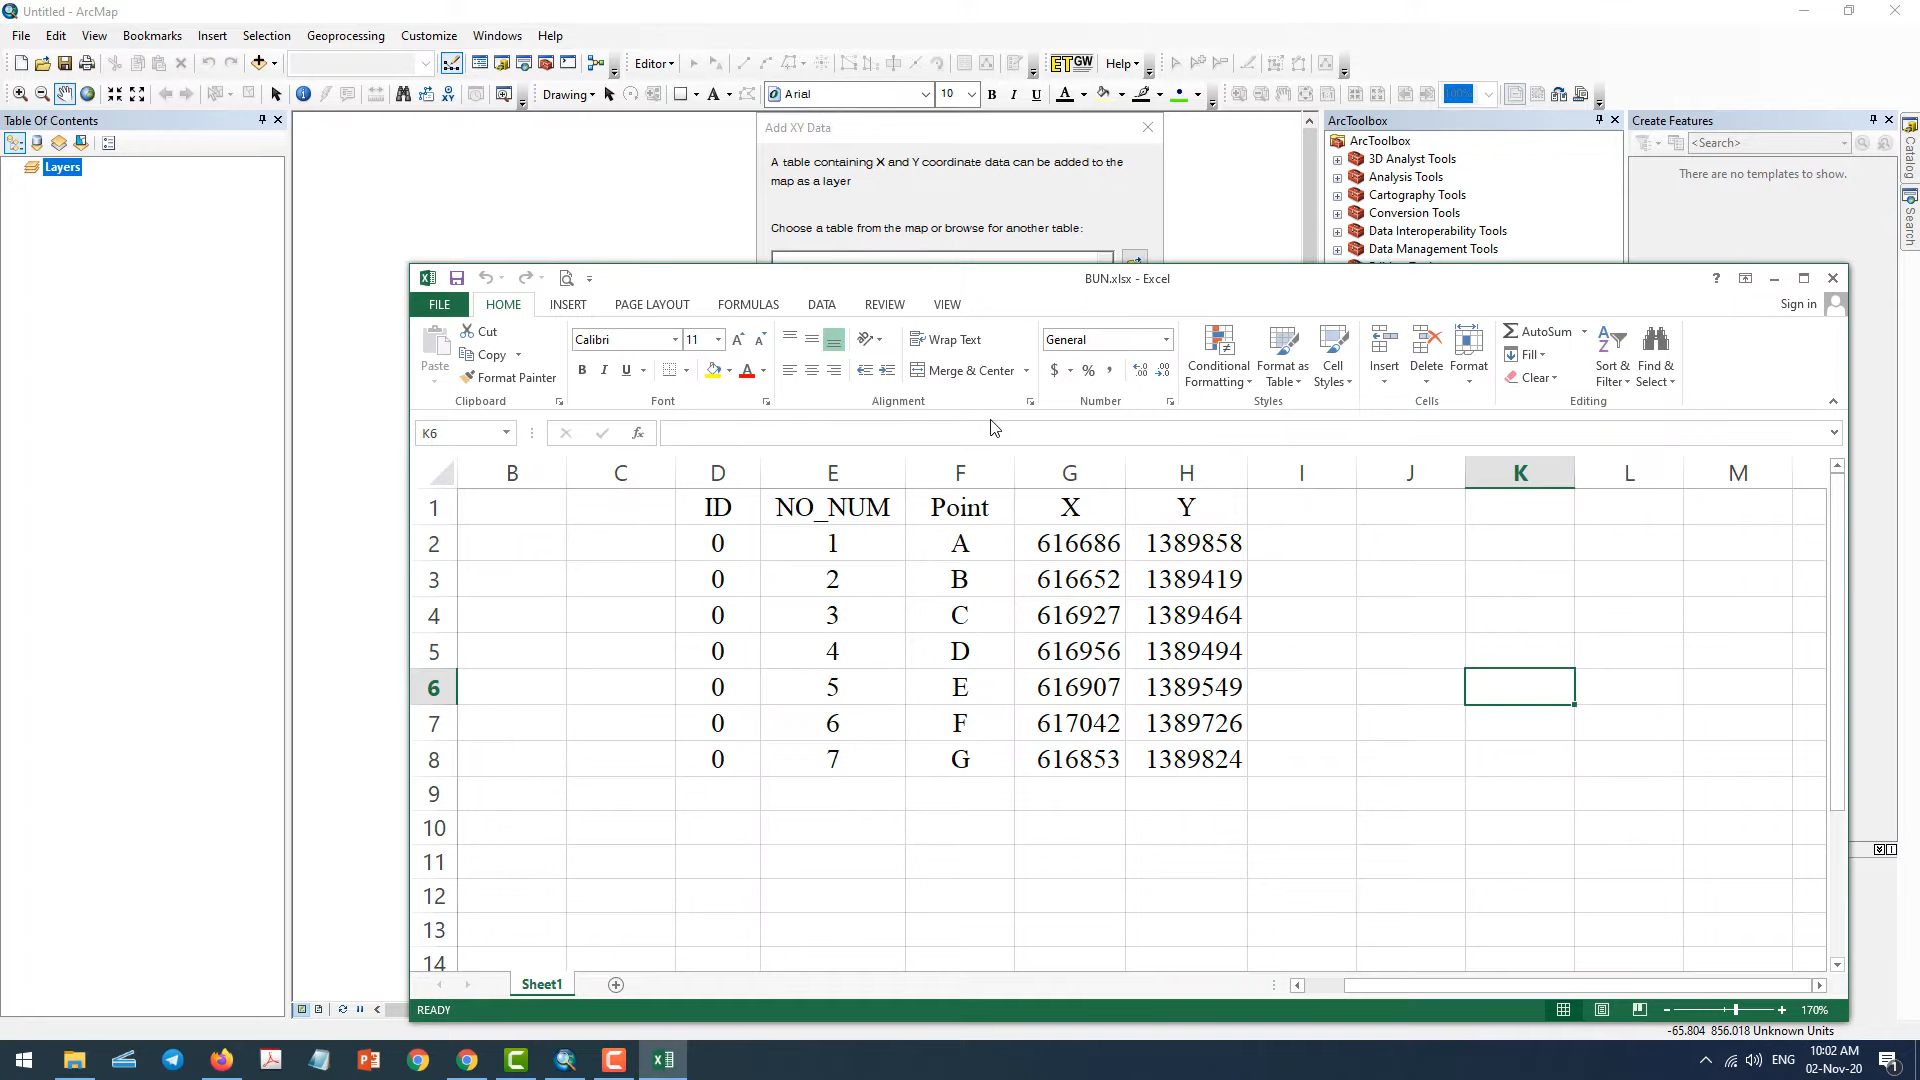 Untitled - ArcMap
File Edit View Bookmarks Insert Selection Geoprocessing Customize Windows Help
Editor ETGW Help
Drawing Arial 10 B I U A 100%
Table Of Contents
Layers
Add XY Data
A table containing X and Y coordinate data can be added to the
map as a layer
Choose a table from the map or browse for another table:
ArcToolbox
ArcToolbox
3D Analyst Tools
Analysis Tools
Cartography Tools
Conversion Tools
Data Interoperability Tools
Data Management Tools
Create Features
<Search>
There are no templates to show.
Catalog
Search
BUN.xlsx - Excel
FILE HOME INSERT PAGE LAYOUT FORMULAS DATA REVIEW VIEW Sign in
Paste Cut Copy Format Painter
Clipboard
Calibri 11
B I U
Font
Wrap Text
Merge & Center
Alignment
General
$ % ,
Number
Conditional Formatting Format as Table Cell Styles
Styles
Insert Delete Format
Cells
AutoSum Fill Clear Sort & Filter Find & Select
Editing
K6 fx
B C D E F G H I J K L M
1 ID NO_NUM Point X Y
2 0 1 A 616686 1389858
3 0 2 B 616652 1389419
4 0 3 C 616927 1389464
5 0 4 D 616956 1389494
6 0 5 E 616907 1389549
7 0 6 F 617042 1389726
8 0 7 G 616853 1389824
9
10
11
12
13
14
Sheet1
READY 170%
-65.804 856.018 Unknown Units
ENG 10:02 AM
02-Nov-20